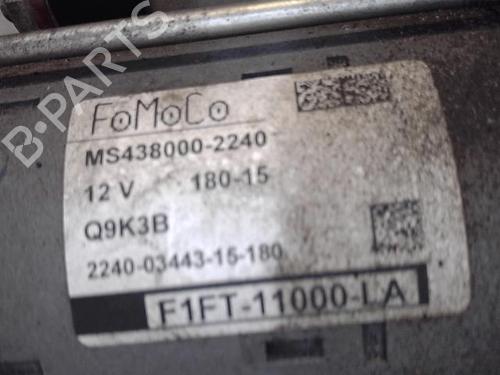 B-PARTS
FoMoCo
MS438000-2240
12 V 180-15
Q9K3B
2240-03443-15-180
F1FT-11000-LA